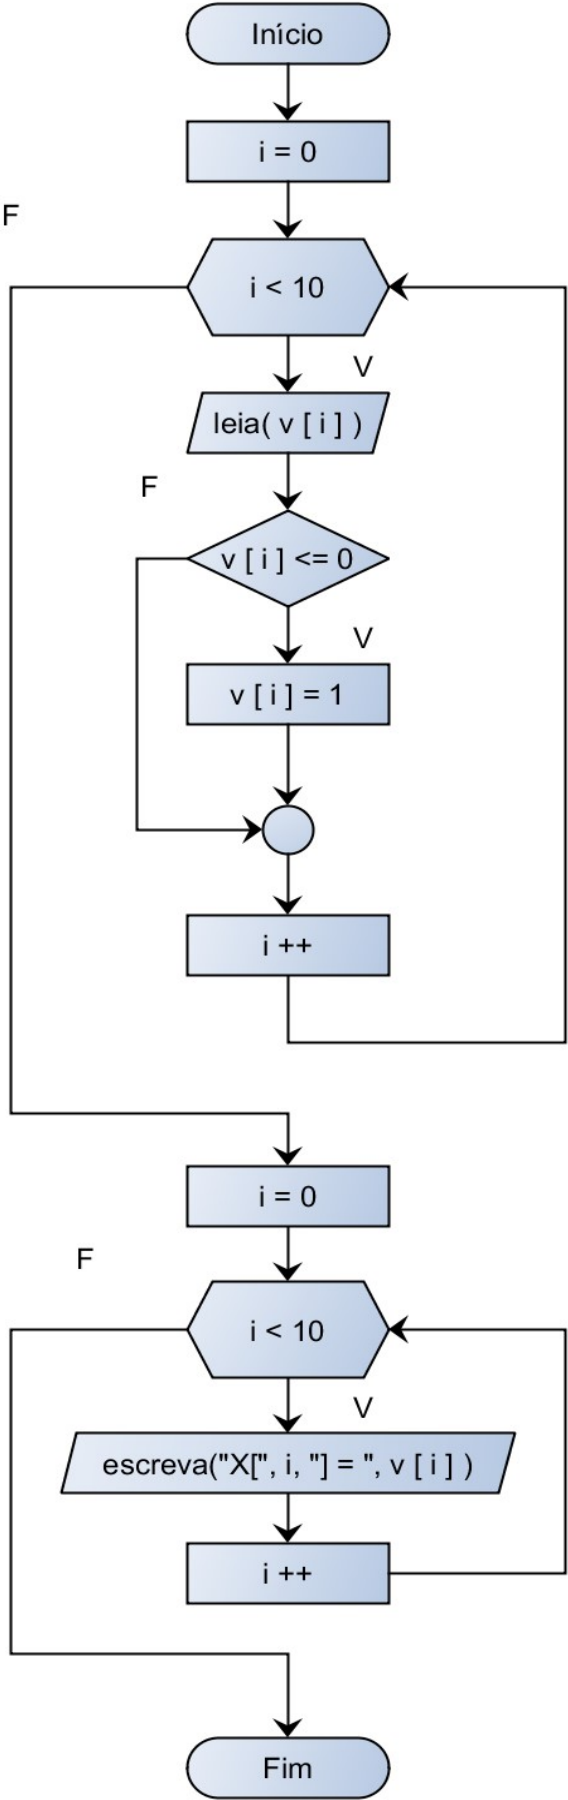 Início
i = 0
F
i < 10
V
leia( v [ i ] )
F
v [ i ] <= 0
V
v [ i ] = 1
i ++
i = 0
F
i < 10
V
escreva("X[", i, "] = ", v [ i ] )
i ++
Fim